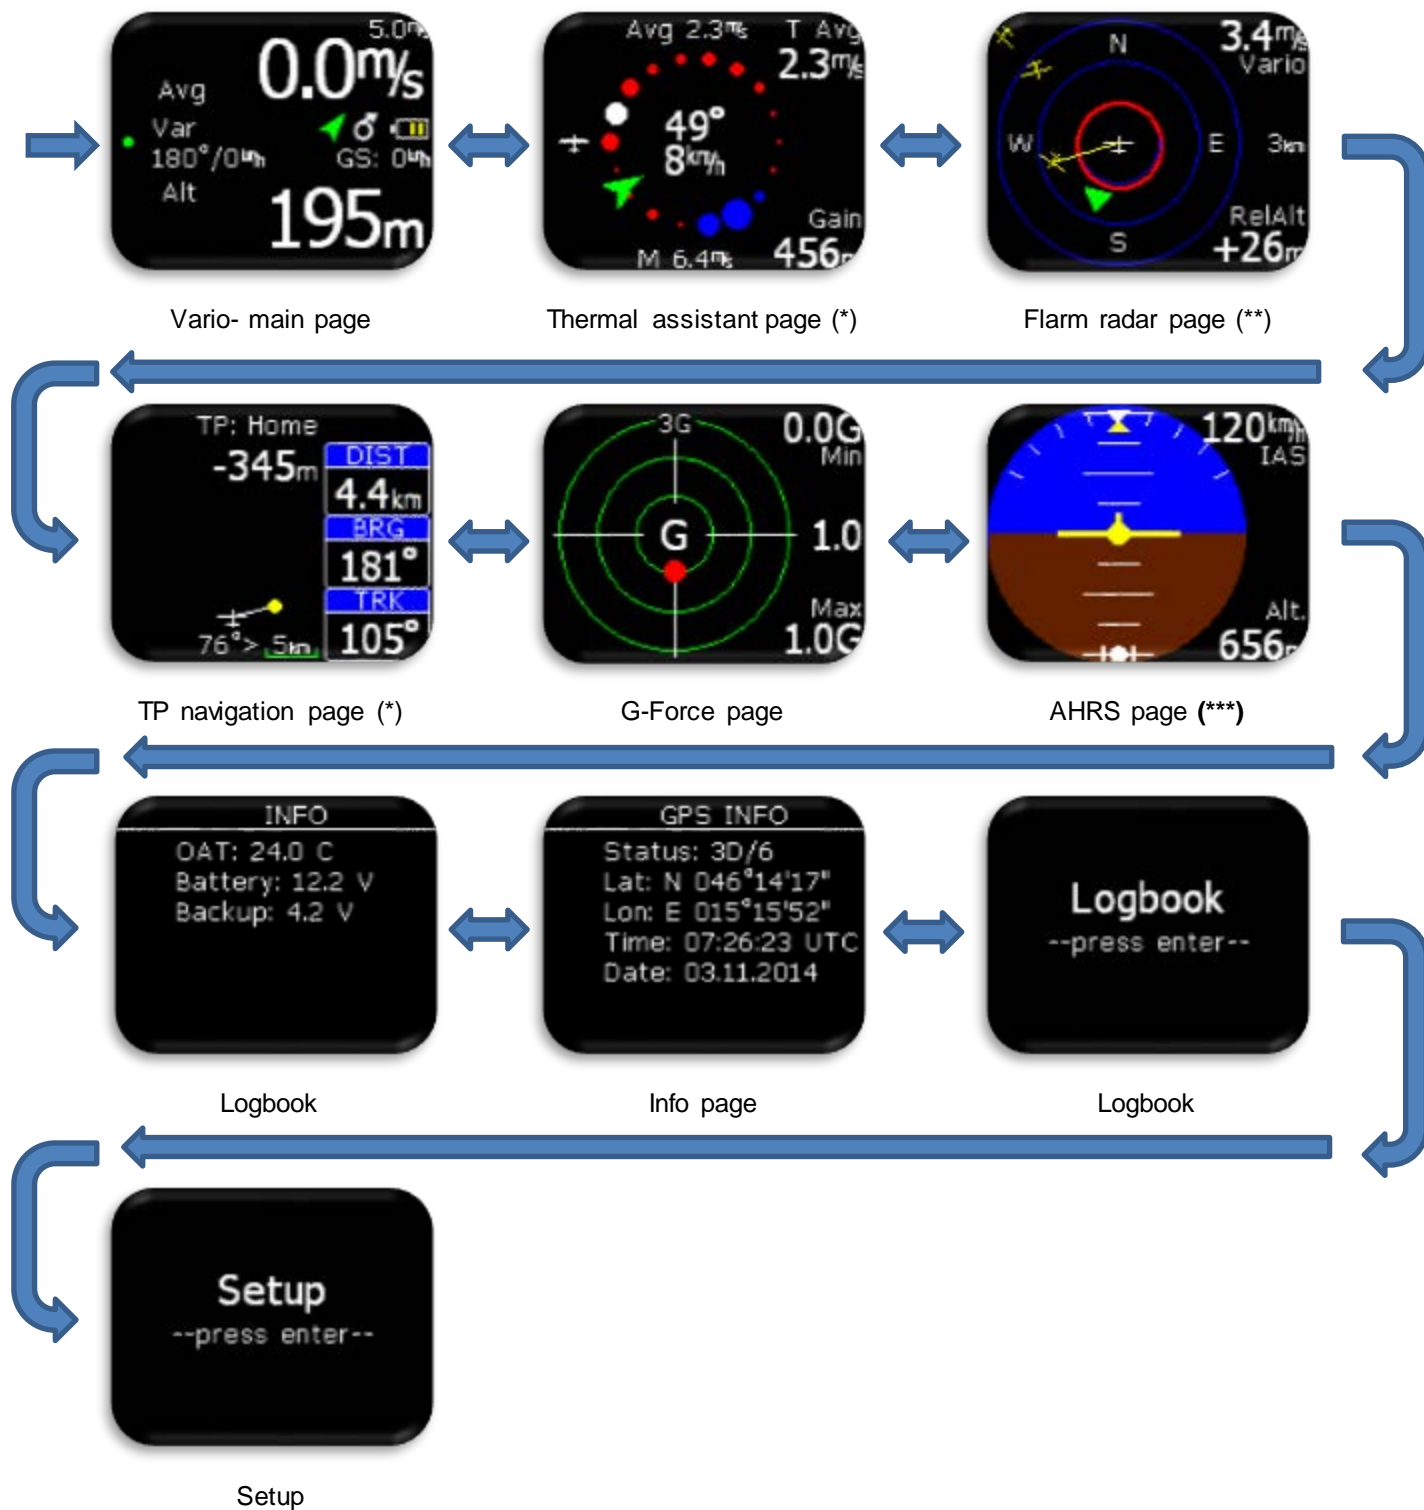 5.0m/s
0.0m/s
Avg
Var
180°/0
GS: 0
Alt
195m
Vario- main page
Avg 2.3m/s T Avg
2.3m/s
49°
8km/h
Gain
M 6.4m/s 456
Thermal assistant page (*)
N
3.4m/s
Vario
W
E
3km
RelAlt
S
+26m
Flarm radar page (**)
TP: Home
-345m
DIST
4.4km
BRG
181°
TRK
76°> .5km
105°
TP navigation page (*)
3G
0.0G
Min
G
1.0
Max
1.0G
G-Force page
120km/h
IAS
Alt.
656
AHRS page (***)
INFO
OAT: 24.0 C
Battery: 12.2 V
Backup: 4.2 V
Logbook
GPS INFO
Status: 3D/6
Lat: N 046°14'17"
Lon: E 015°15'52"
Time: 07:26:23 UTC
Date: 03.11.2014
Info page
Logbook
--press enter--
Logbook
Setup
--press enter--
Setup